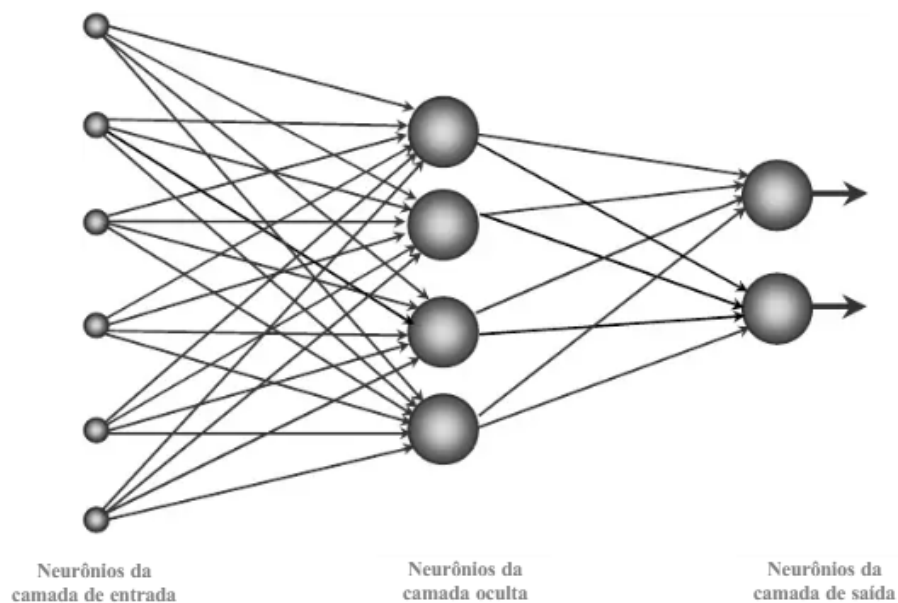 Neurônios da
camada de entrada
Neurônios da
camada oculta
Neurônios da
camada de saída